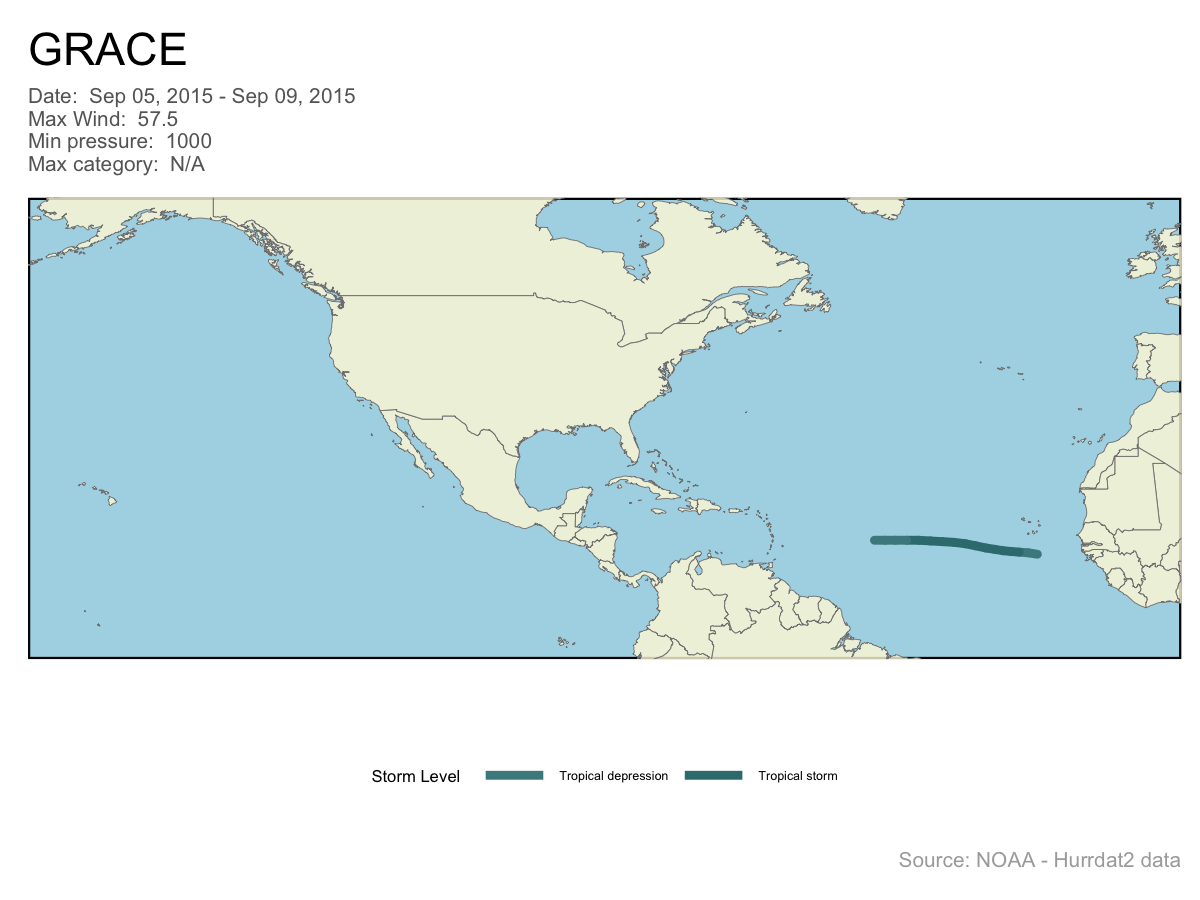 GRACE
Date:  Sep 05, 2015 - Sep 09, 2015
Max Wind:  57.5
Min pressure:  1000
Max category:  N/A
Storm Level
Tropical depression
Tropical storm
Source: NOAA - Hurrdat2 data